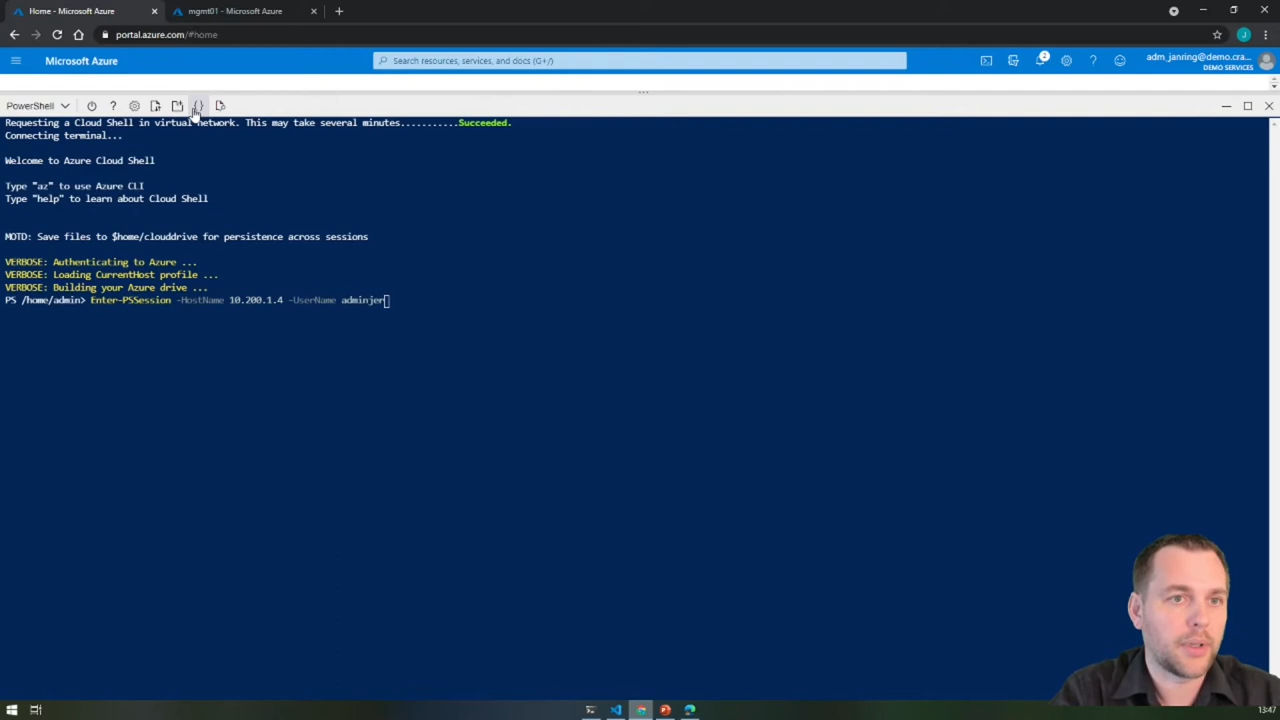 Home - Microsoft Azure
mgmt01 - Microsoft Azure
portal.azure.com/#home
J
Microsoft Azure
Search resources, services, and docs (G+/)
2
adm_janring@demo.cra...
DEMO SERVICES
PowerShell
Requesting a Cloud Shell in virtual network. This may take several minutes...........Succeeded.
Connecting terminal...
Welcome to Azure Cloud Shell
Type "az" to use Azure CLI
Type "help" to learn about Cloud Shell
MOTD: Save files to $home/clouddrive for persistence across sessions
VERBOSE: Authenticating to Azure ...
VERBOSE: Loading CurrentHost profile ...
VERBOSE: Building your Azure drive ...
PS /home/admin> Enter-PSSession -HostName 10.200.1.4 -UserName adminjer
13:47